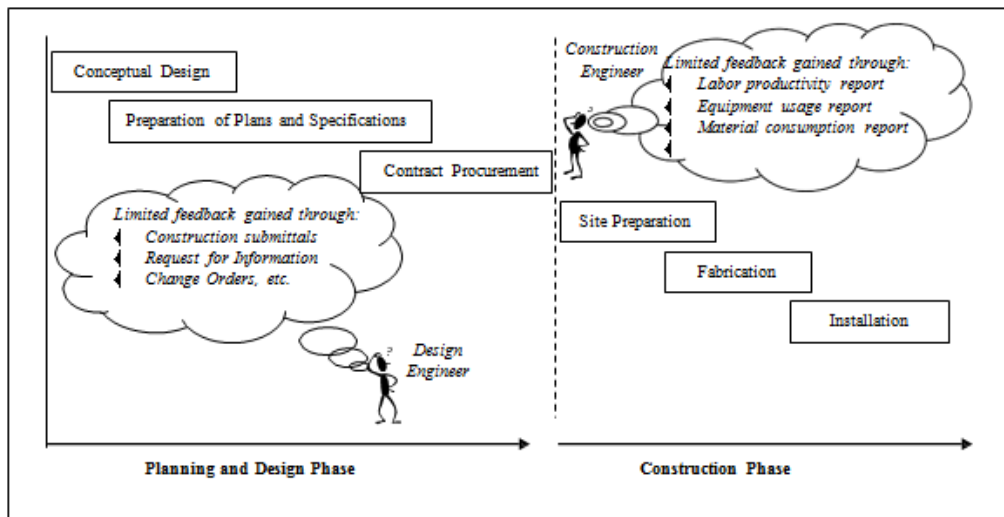 Conceptual Design
Preparation of Plans and Specifications
Contract Procurement
Limited feedback gained through:
Construction submittals
Request for Information
Change Orders, etc.
?
Design
Engineer
Planning and Design Phase
Construction
Engineer
?
Limited feedback gained through:
Labor productivity report
Equipment usage report
Material consumption report
Site Preparation
Fabrication
Installation
Construction Phase